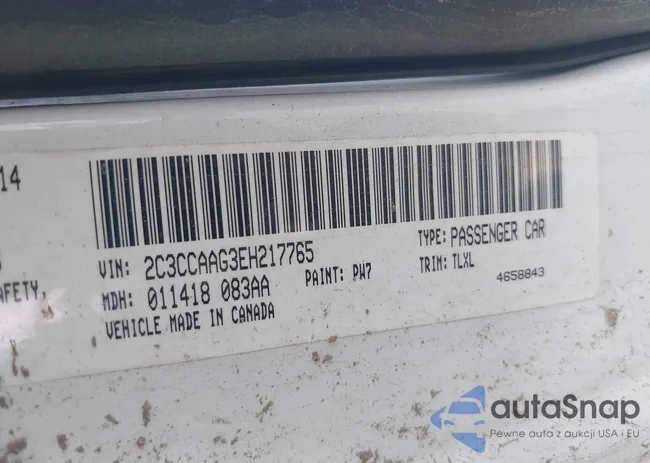 14
AFETY,
VIN: 2C3CCAAG3EH217765
TYPE: PASSENGER CAR
MDH: 011418 083AA
PAINT: PW7
TRIM: TLXL
VEHICLE MADE IN CANADA
4658843
autaSnap
Pewne auta z aukcji USA i EU